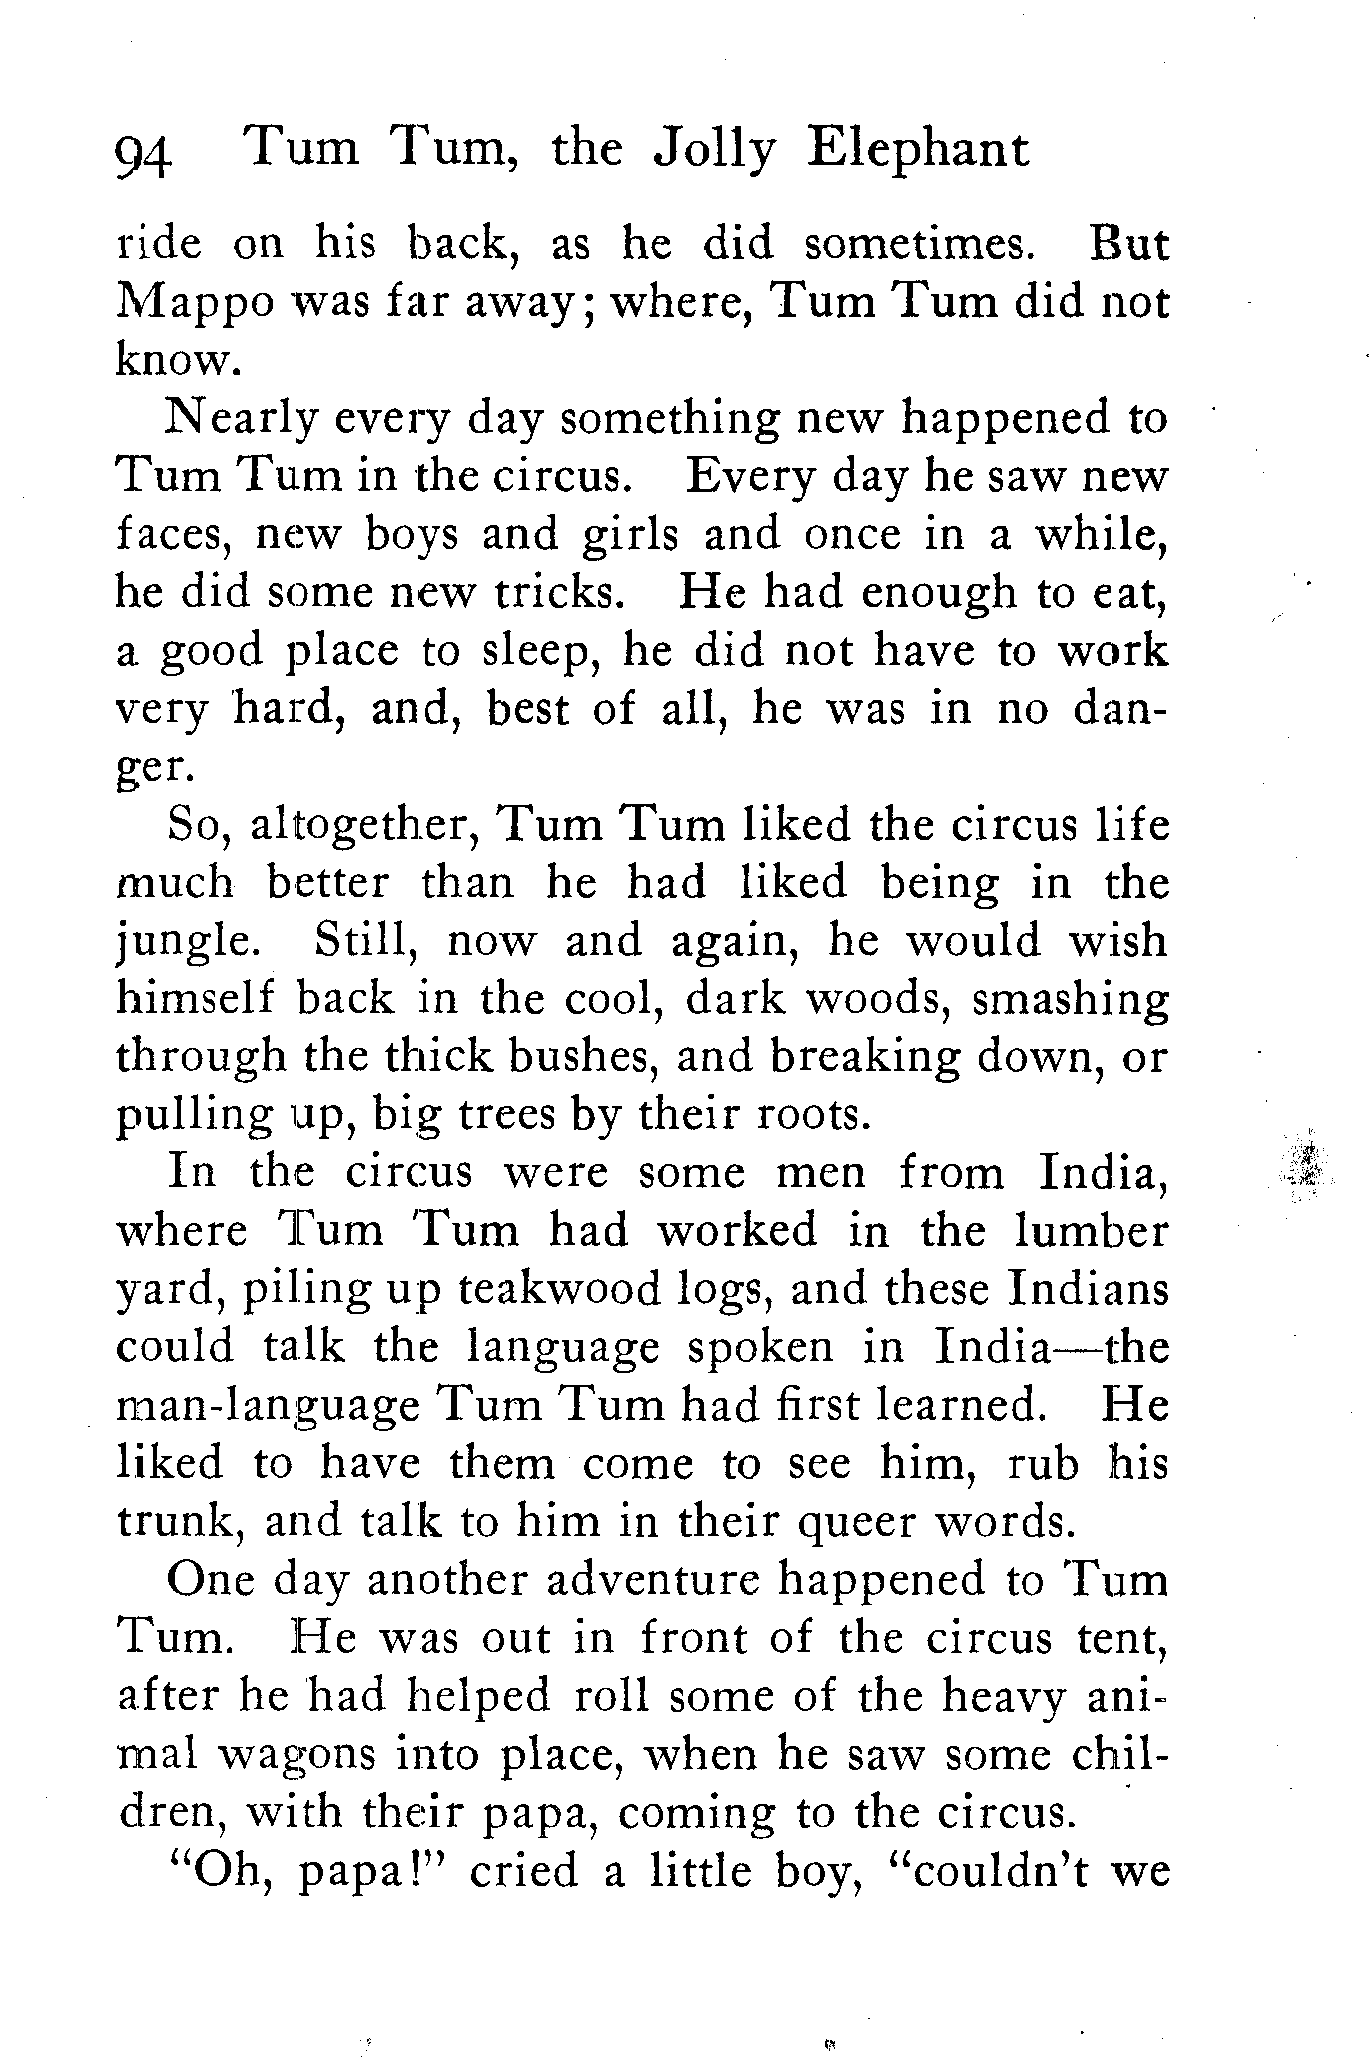 94 Tum Tum, the Jolly Elephant
ride on his back, as he did sometimes. But
Mappo was far away; where, Tum Tum did not
know.
Nearly every day something new happened to
Tum Tum in the circus. Every day he saw new
faces, new boys and girls and once in a while,
he did some new tricks. He had enough to eat,
a good place to sleep, he did not have to work
very hard, and, best of all, he was in no dan-
ger.
So, altogether, Tum Tum liked the circus life
much better than he had liked being in the
jungle. Still, now and again, he would wish
himself back in the cool, dark woods, smashing
through the thick bushes, and breaking down, or
pulling up, big trees by their roots.
In the circus were some men from India,
where Tum Tum had worked in the lumber
yard, piling up teakwood logs, and these Indians
could talk the language spoken in India—the
man-language Tum Tum had first learned. He
liked to have them come to see him, rub his
trunk, and talk to him in their queer words.
One day another adventure happened to Tum
Tum. He was out in front of the circus tent,
after he had helped roll some of the heavy ani-
mal wagons into place, when he saw some chil-
dren, with their papa, coming to the circus.
"Oh, papa!" cried a little boy, "couldn't we